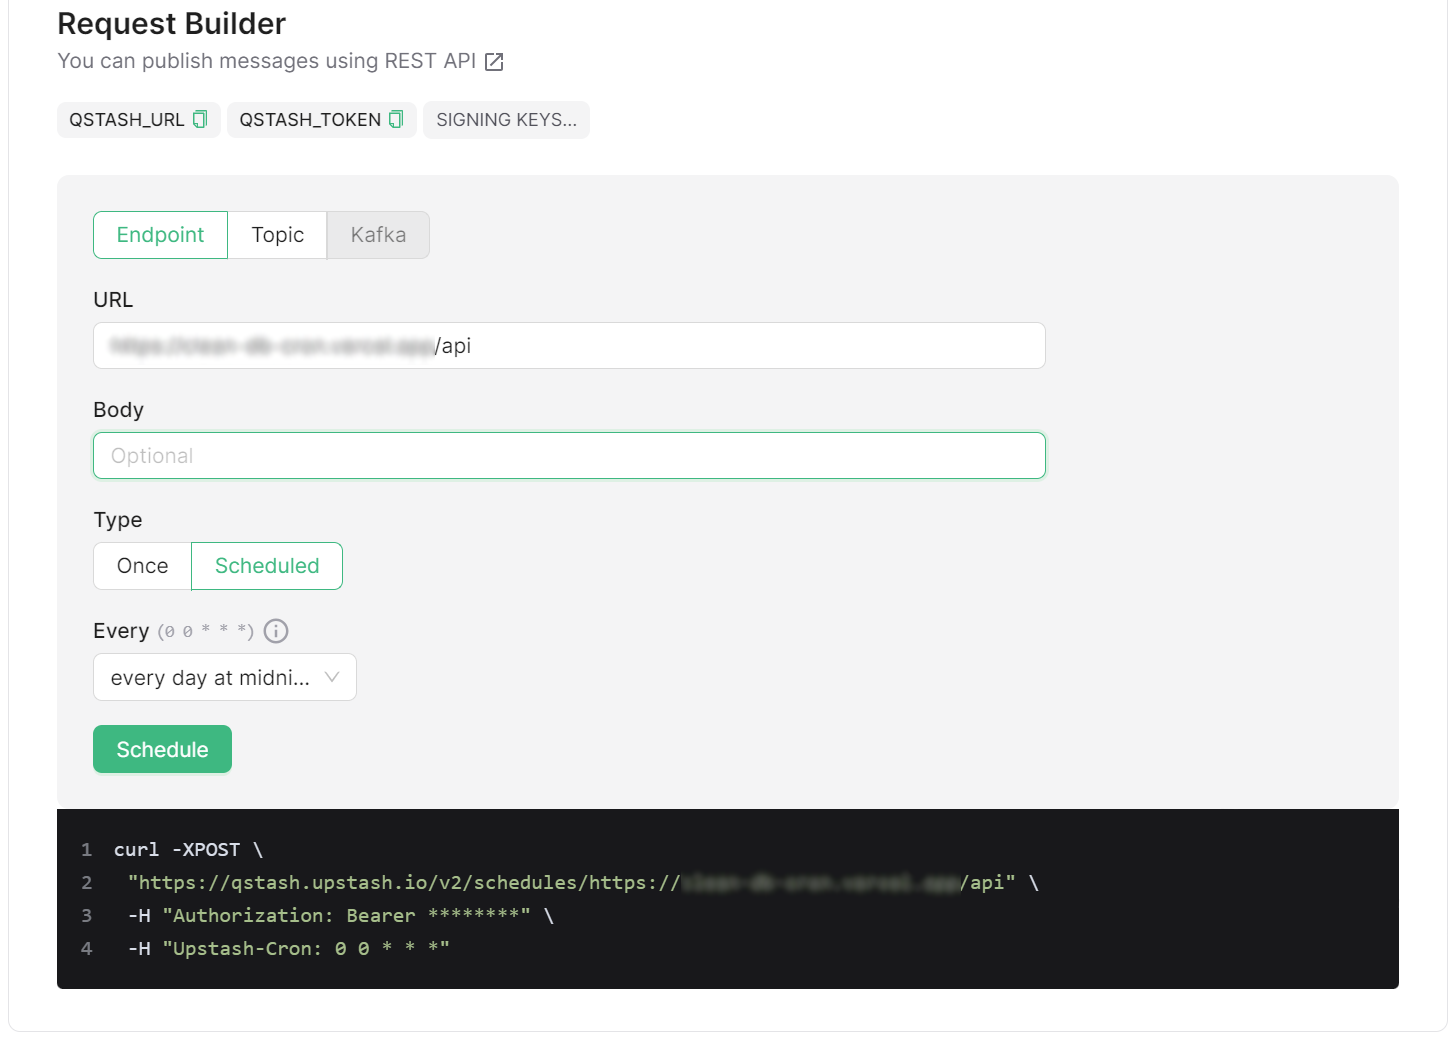 Request Builder
You can publish messages using REST API
QSTASH_URL QSTASH_TOKEN SIGNING KEYS...
Endpoint Topic Kafka
URL
/api
Body
Optional
Type
Once Scheduled
Every (0 0 * * *)
every day at midni...
Schedule
1 curl -XPOST \
2 "https://qstash.upstash.io/v2/schedules/https:///api" \
3 -H "Authorization: Bearer ********" \
4 -H "Upstash-Cron: 0 0 * * *"